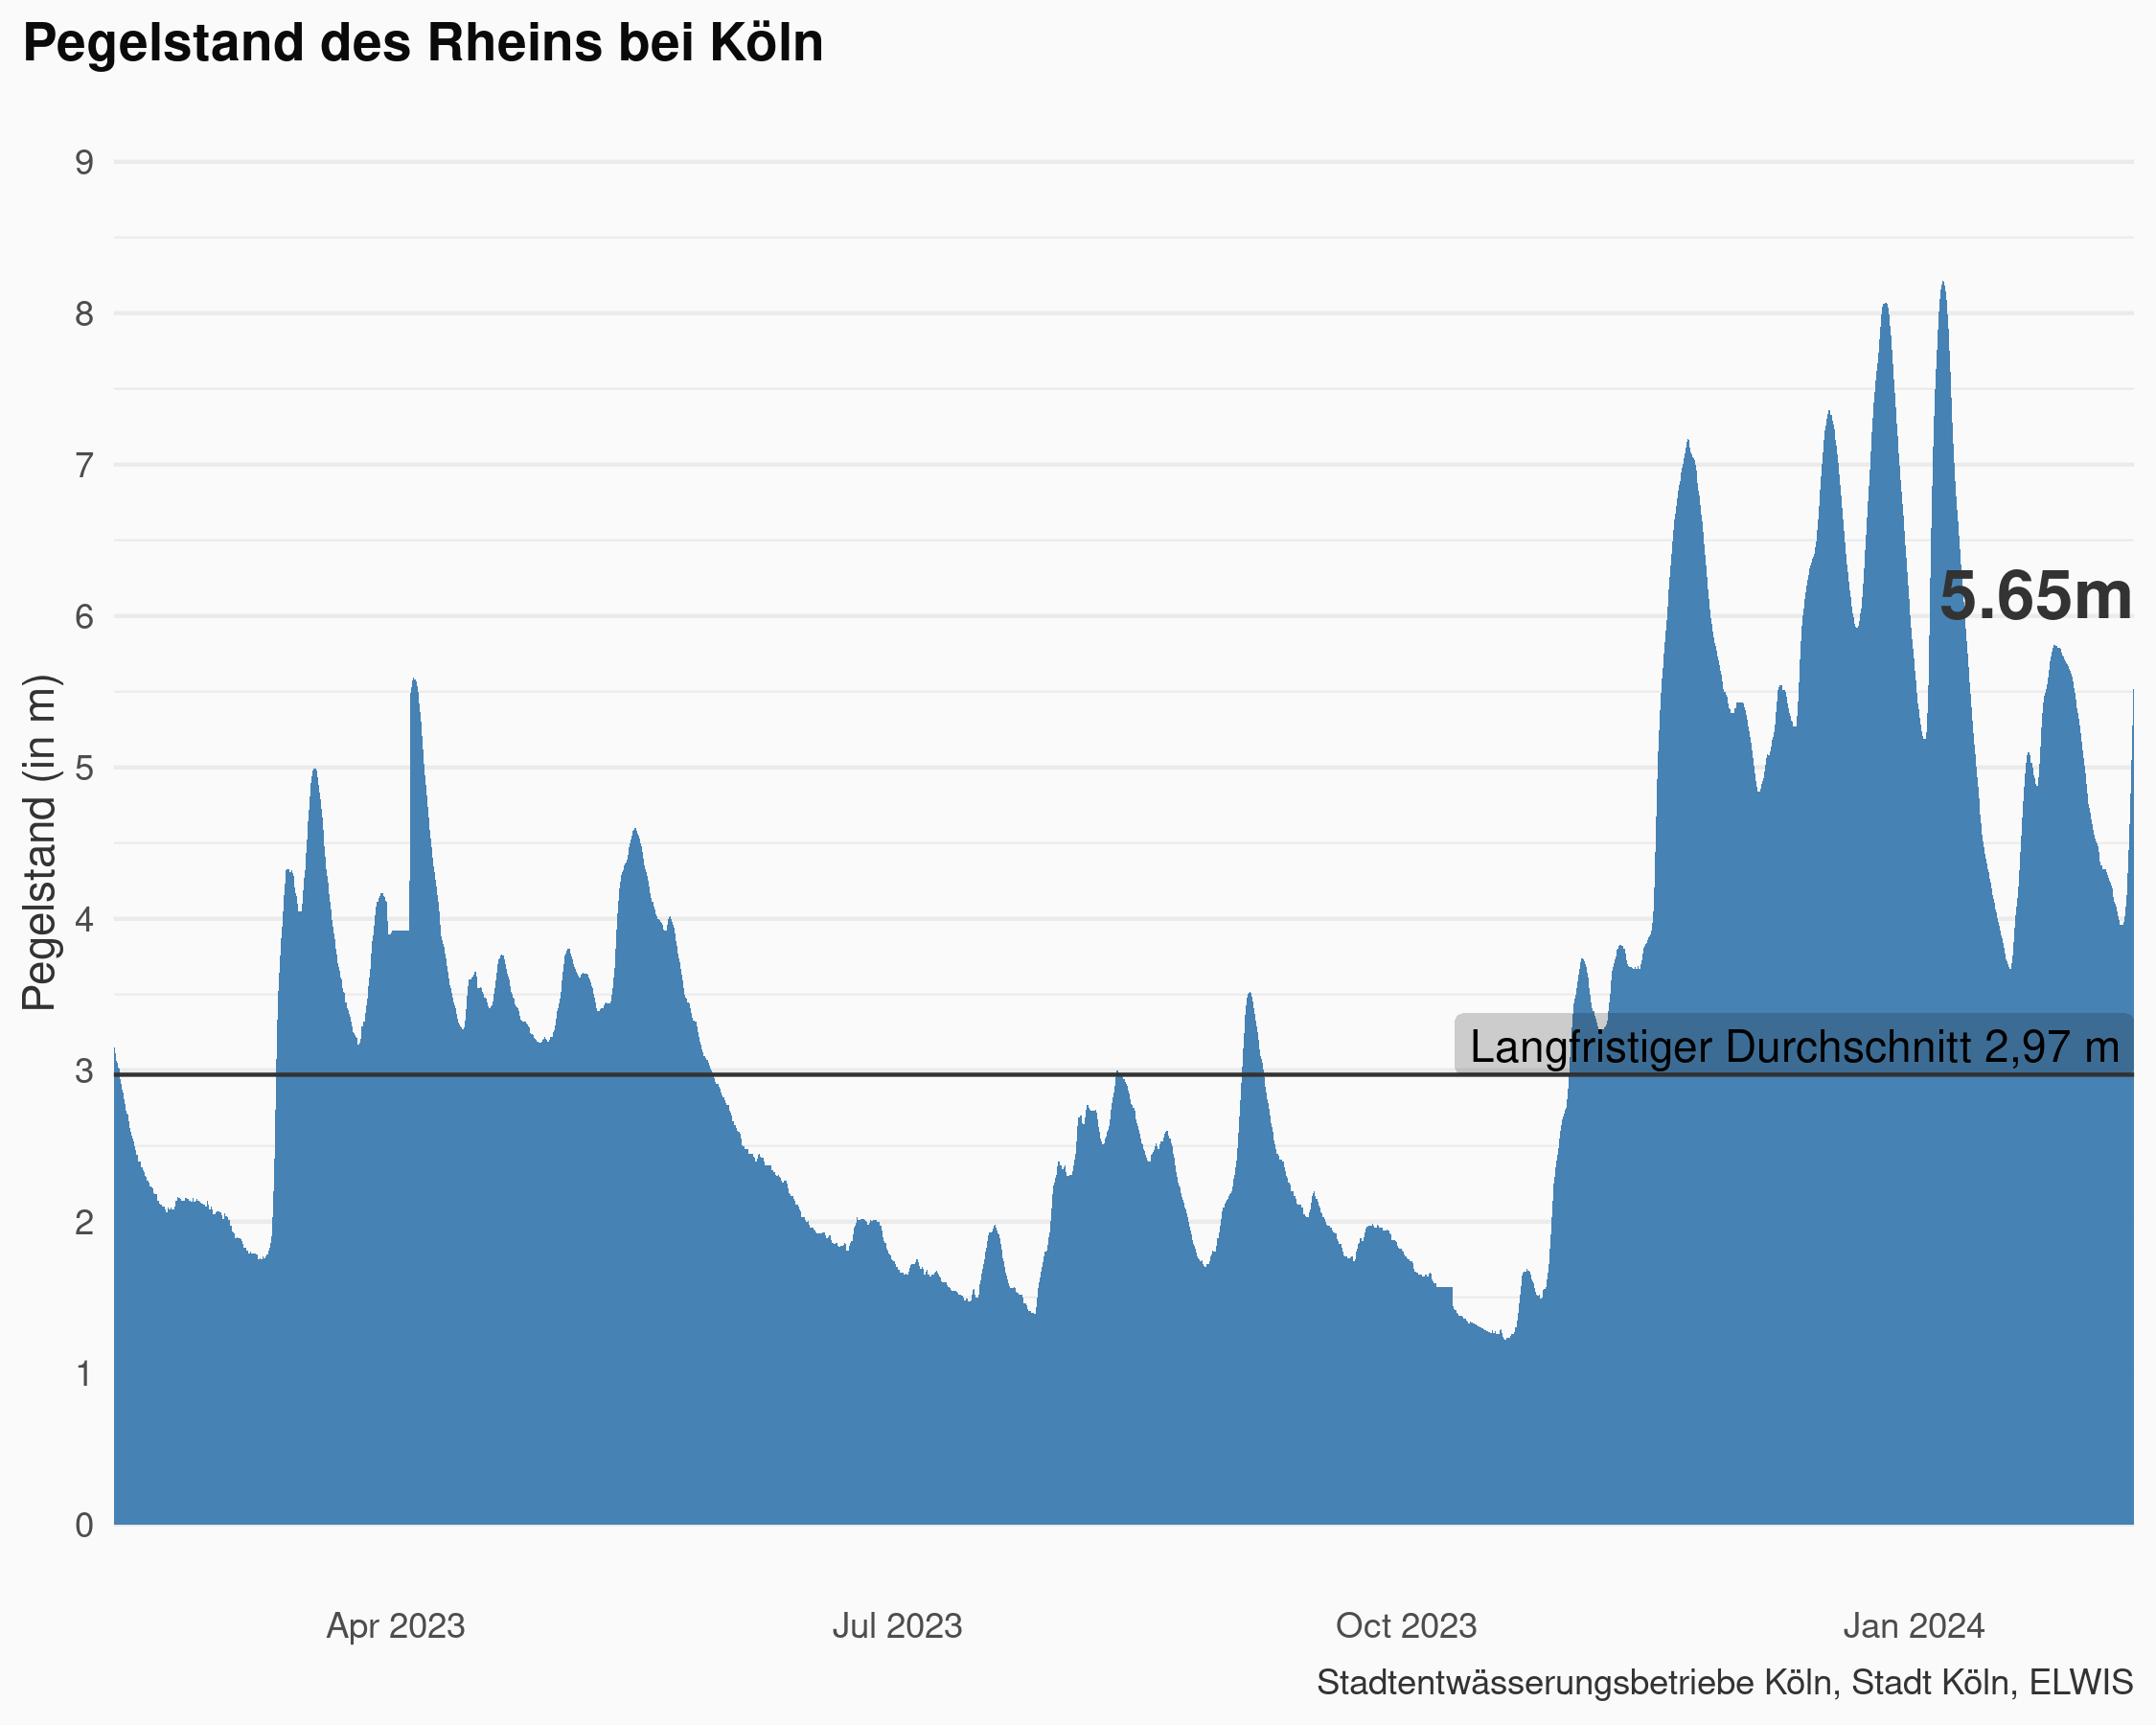 Pegelstand des Rheins bei Köln
Pegelstand (in m)
9
8
7
6
5
4
3
2
1
0
5.65m
Langfristiger Durchschnitt 2,97 m
Apr 2023
Jul 2023
Oct 2023
Jan 2024
Stadtentwässerungsbetriebe Köln, Stadt Köln, ELWIS